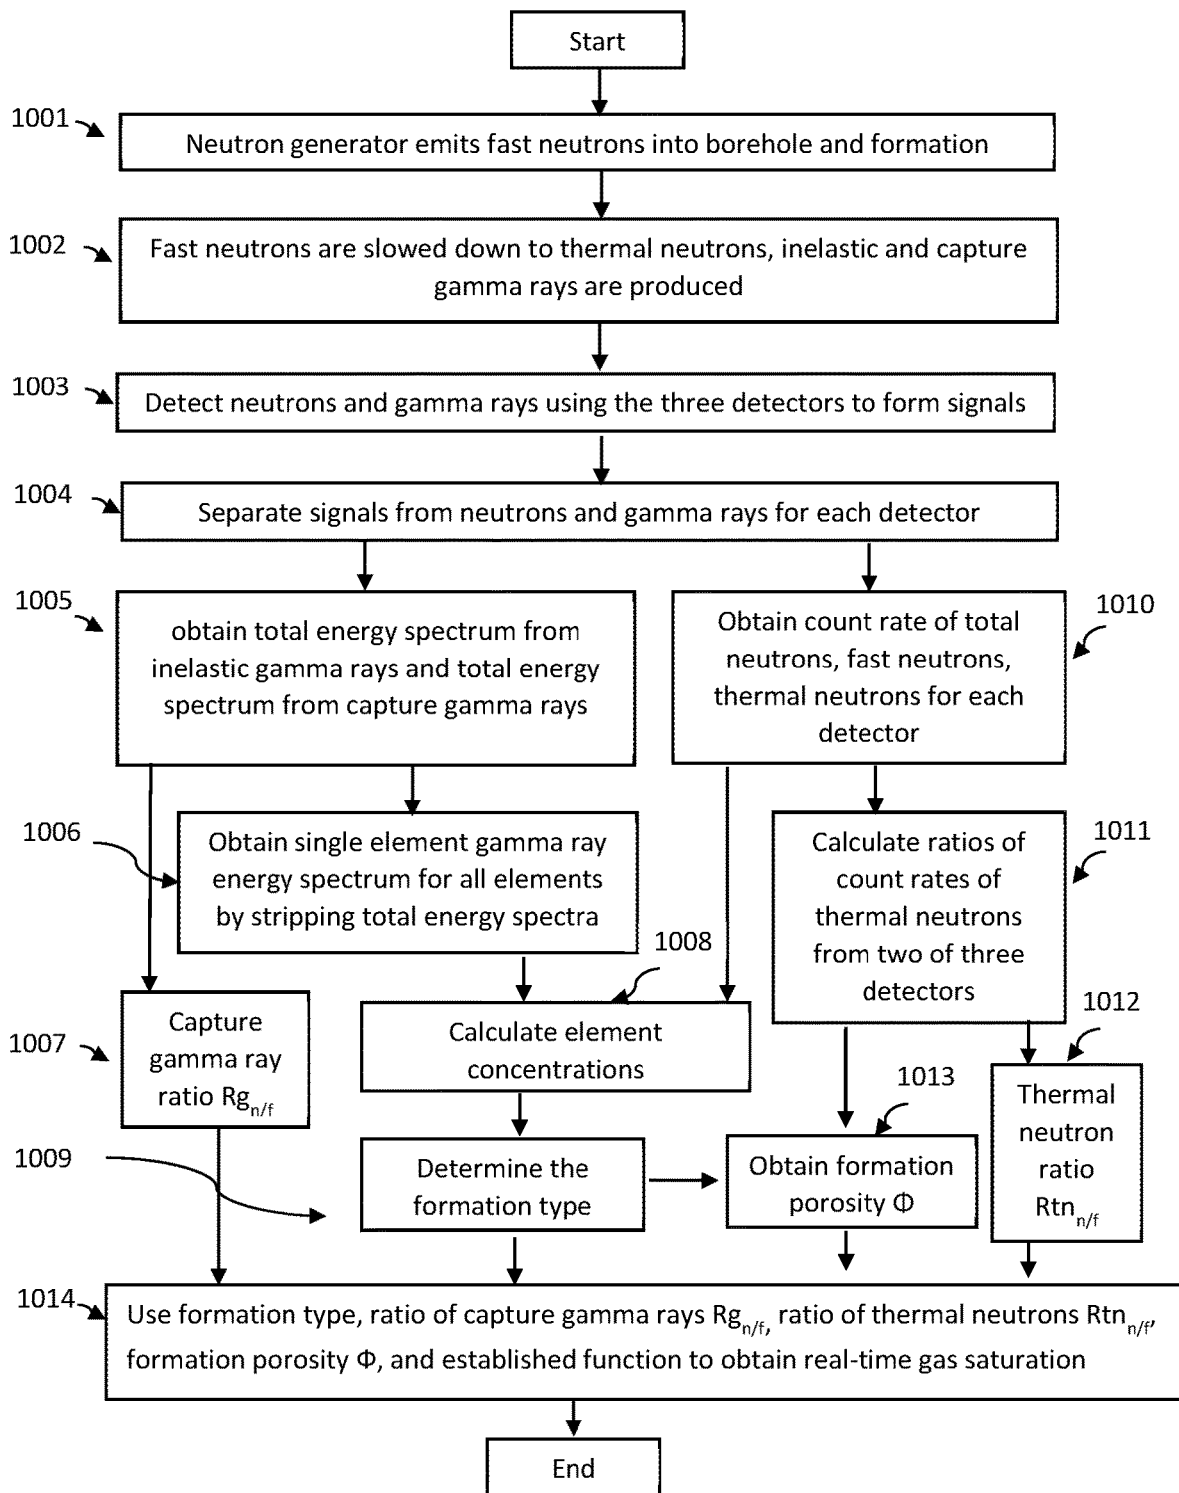 Start
1001
Neutron generator emits fast neutrons into borehole and formation
1002
Fast neutrons are slowed down to thermal neutrons, inelastic and capture
gamma rays are produced
1003
Detect neutrons and gamma rays using the three detectors to form signals
1004
Separate signals from neutrons and gamma rays for each detector
1005
obtain total energy spectrum from
inelastic gamma rays and total energy
spectrum from capture gamma rays
1010
Obtain count rate of total
neutrons, fast neutrons,
thermal neutrons for each
detector
1006
Obtain single element gamma ray
energy spectrum for all elements
by stripping total energy spectra
1011
Calculate ratios of
count rates of
thermal neutrons
from two of three
detectors
1007
Capture
gamma ray
ratio Rg n/f
1008
Calculate element
concentrations
1012
Thermal
neutron
ratio
Rtn n/f
1009
Determine the
formation type
1013
Obtain formation
porosity Φ
1014
Use formation type, ratio of capture gamma rays Rg n/f, ratio of thermal neutrons Rtn n/f,
formation porosity Φ, and established function to obtain real-time gas saturation
End